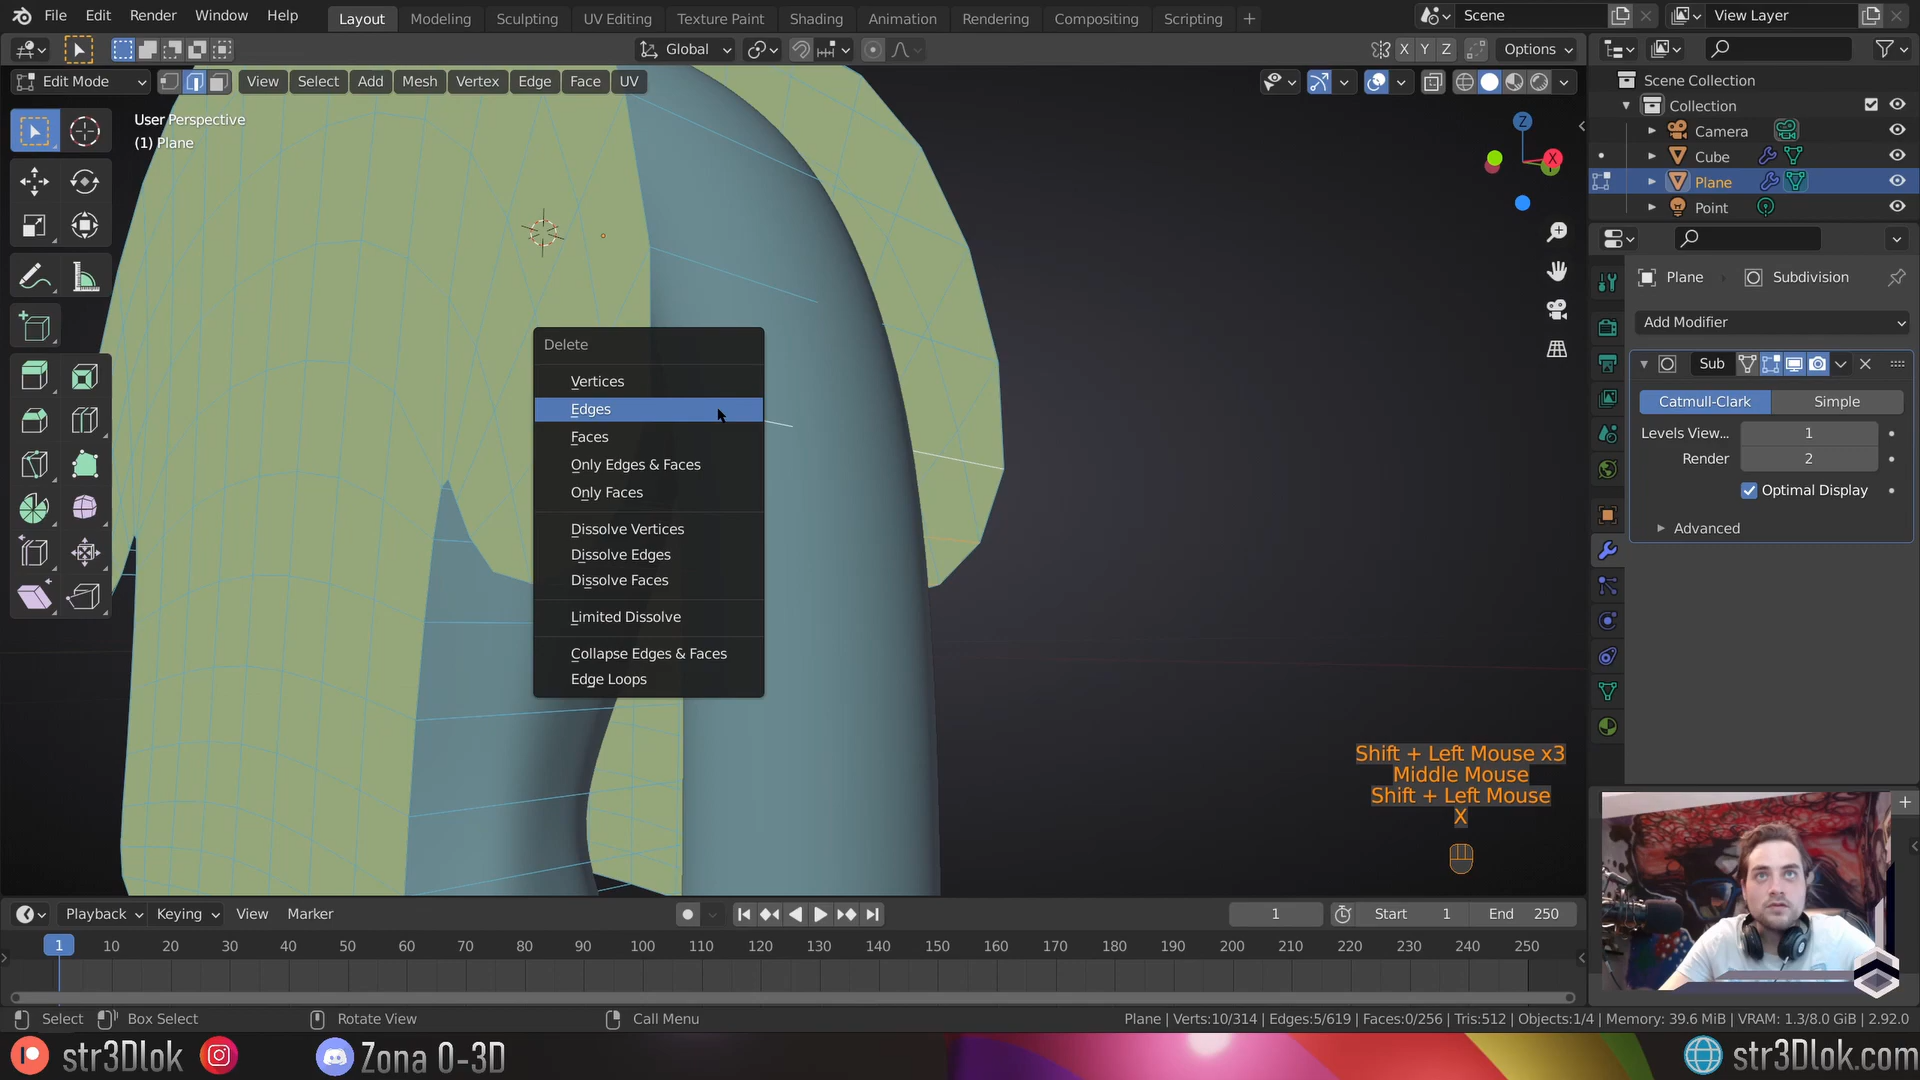 File Edit Render Window Help Layout Modeling Sculpting UV Editing Texture Paint Shading Animation Rendering Compositing Scripting + Scene View Layer
Global X Y Z Options
Edit Mode View Select Add Mesh Vertex Edge Face UV
User Perspective
(1) Plane
Z
X
Scene Collection
Collection
Camera
Cube
Plane
Point
Plane Subdivision
Add Modifier
Sub
Catmull-Clark Simple
Levels View... 1
Render 2
Optimal Display
Advanced
Delete
Vertices
Edges
Faces
Only Edges & Faces
Only Faces
Dissolve Vertices
Dissolve Edges
Dissolve Faces
Limited Dissolve
Collapse Edges & Faces
Edge Loops
Shift + Left Mouse x3
Middle Mouse
Shift + Left Mouse
X
Playback Keying View Marker 1 Start 1 End 250
1 10 20 30 40 50 60 70 80 90 100 110 120 130 140 150 160 170 180 190 200 210 220 230 240 250
Select Box Select Rotate View Call Menu Plane | Verts:10/314 | Edges:5/619 | Faces:0/256 | Tris:512 | Objects:1/4 | Memory: 39.6 MiB | VRAM: 1.3/8.0 GiB | 2.92.0
str3Dlok Zona 0-3D str3Dlok.com